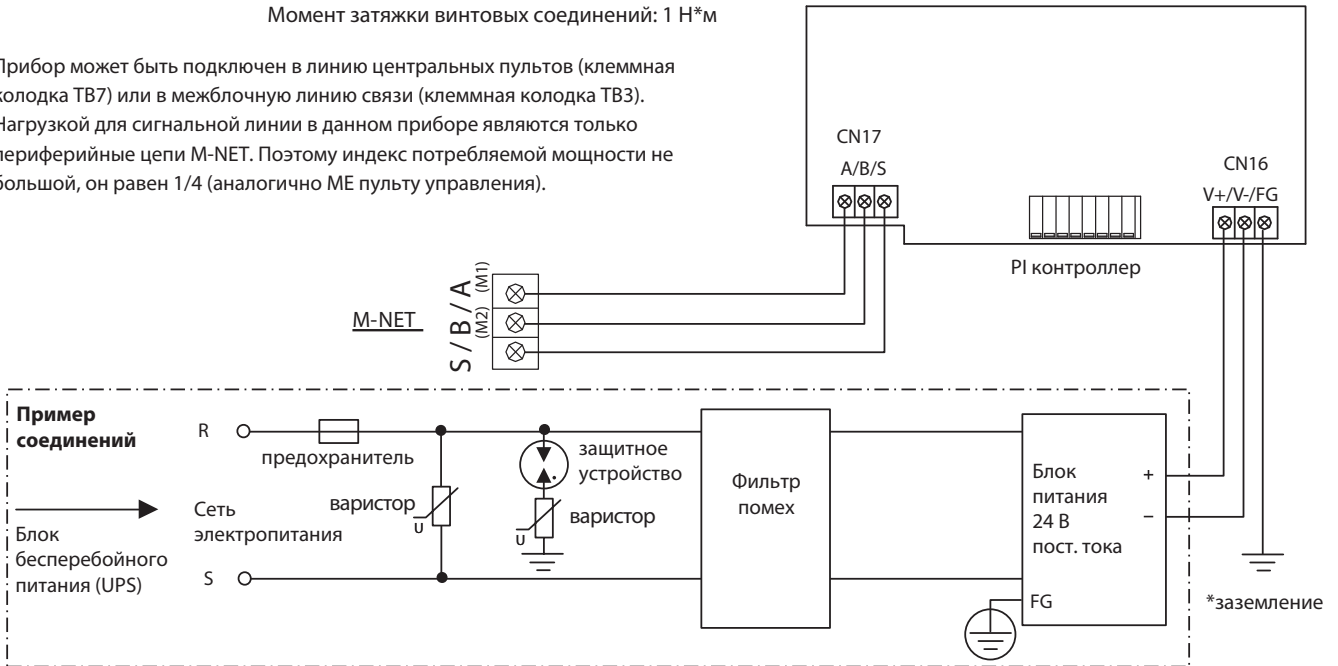 Момент затяжки винтовых соединений: 1 Н*м
Прибор может быть подключен в линию центральных пультов (клеммная
колодка TB7) или в межблочную линию связи (клеммная колодка TB3).
Нагрузкой для сигнальной линии в данном приборе являются только
периферийные цепи M-NET. Поэтому индекс потребляемой мощности не
большой, он равен 1/4 (аналогично ME пульту управления).
CN17
A/B/S
CN16
V+/V-/FG
PI контроллер
M-NET
S / B / A
(M2) (M1)
Пример
соединений
R
предохранитель
защитное
устройство
варистор
U
варистор
U
Сеть
электропитания
Блок
бесперебойного
питания (UPS)
S
Фильтр
помех
Блок
питания
24 В
пост. тока
+
−
FG
*заземление